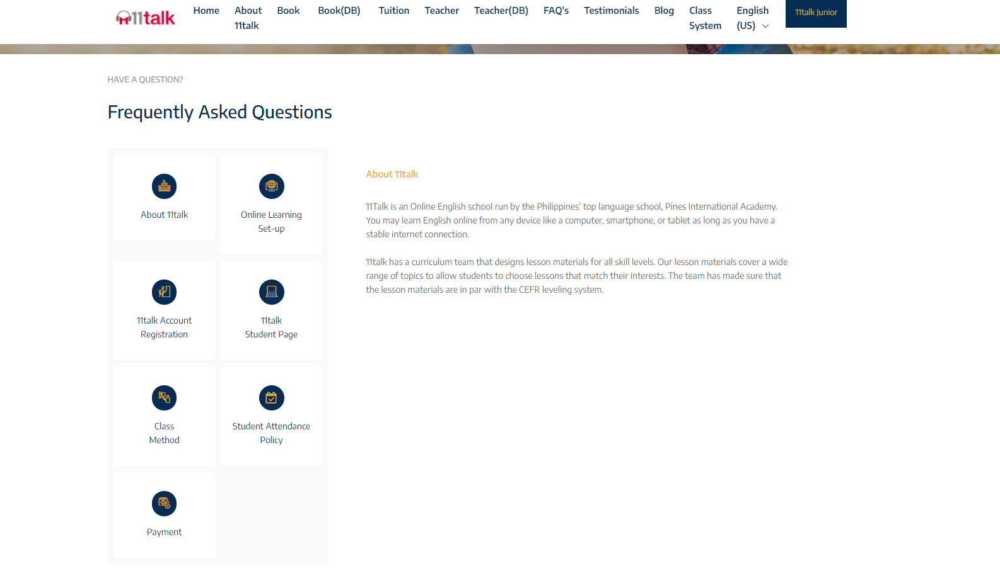 11talk
Home
About
11talk
Book
Book(DB)
Tuition
Teacher
Teacher(DB)
FAQ's
Testimonials
Blog
Class
System
English
(US)
11talk Junior
HAVE A QUESTION?
Frequently Asked Questions
About 11talk
Online Learning
Set-up
11talk Account
Registration
11talk
Student Page
Class
Method
Student Attendance
Policy
Payment
About 11talk
11Talk is an Online English school run by the Philippines' top language school, Pines International Academy.
You may learn English online from any device like a computer, smartphone, or tablet as long as you have a
stable internet connection.
11talk has a curriculum team that designs lesson materials for all skill levels. Our lesson materials cover a wide
range of topics to allow students to choose lessons that match their interests. The team has made sure that
the lesson materials are in par with the CEFR leveling system.